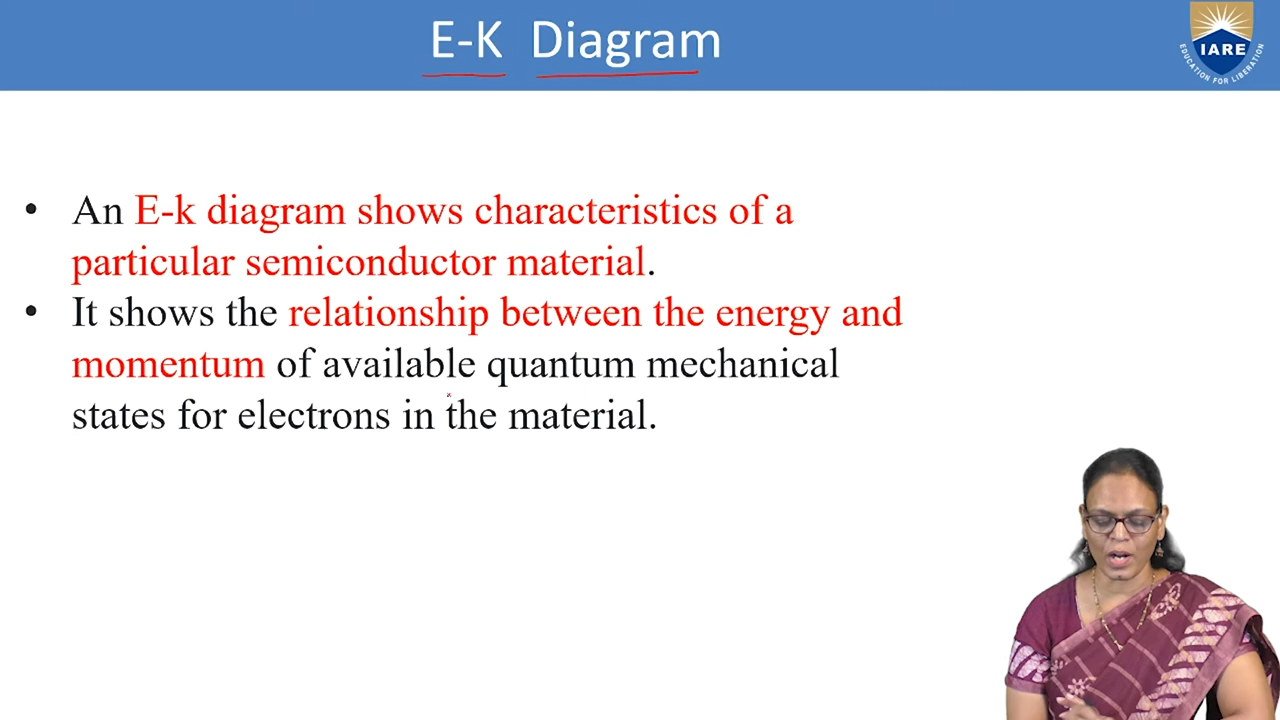 E-K Diagram
IARE
EDUCATION FOR LIBERATION
• An E-k diagram shows characteristics of a
particular semiconductor material.
• It shows the relationship between the energy and
momentum of available quantum mechanical
states for electrons in the material.